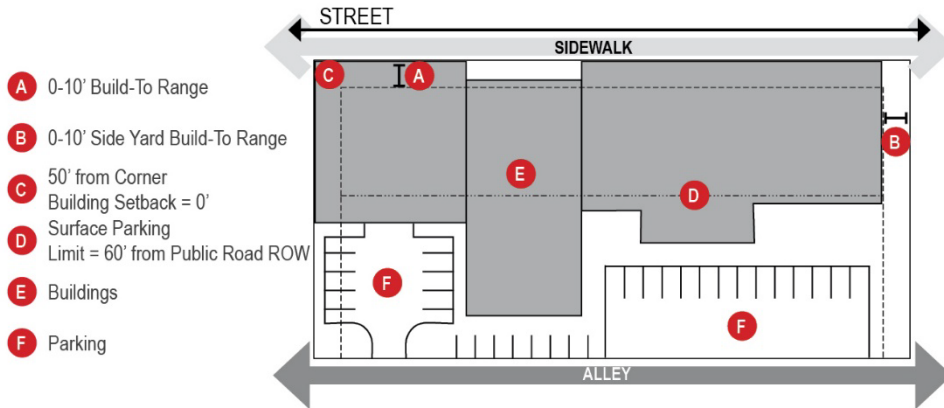 STREET
SIDEWALK
A 0-10' Build-To Range
B 0-10' Side Yard Build-To Range
C 50' from Corner
Building Setback = 0'
D Surface Parking
Limit = 60' from Public Road ROW
E Buildings
F Parking
C
A
B
E
D
F
F
ALLEY